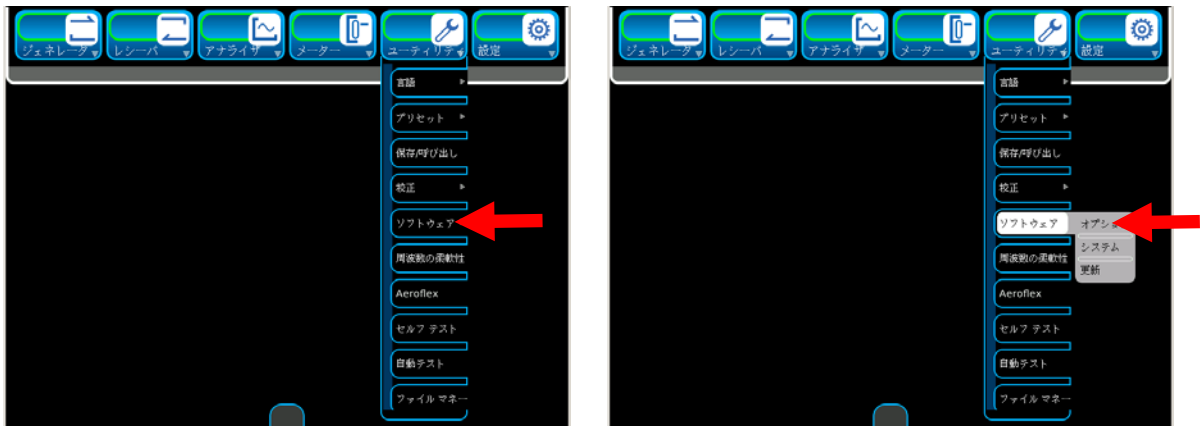 ジェネレータ レシーバ アナライザ メーター ユーティリティ 設定
言語
プリセット
保存/呼び出し
校正
ソフトウェア
周波数の柔軟性
Aeroflex
セルフ テスト
自動テスト
ファイル マネー
ジェネレータ レシーバ アナライザ メーター ユーティリティ 設定
言語
プリセット
保存/呼び出し
校正
ソフトウェア オプショ
システム
周波数の柔軟性
更新
Aeroflex
セルフ テスト
自動テスト
ファイル マネー